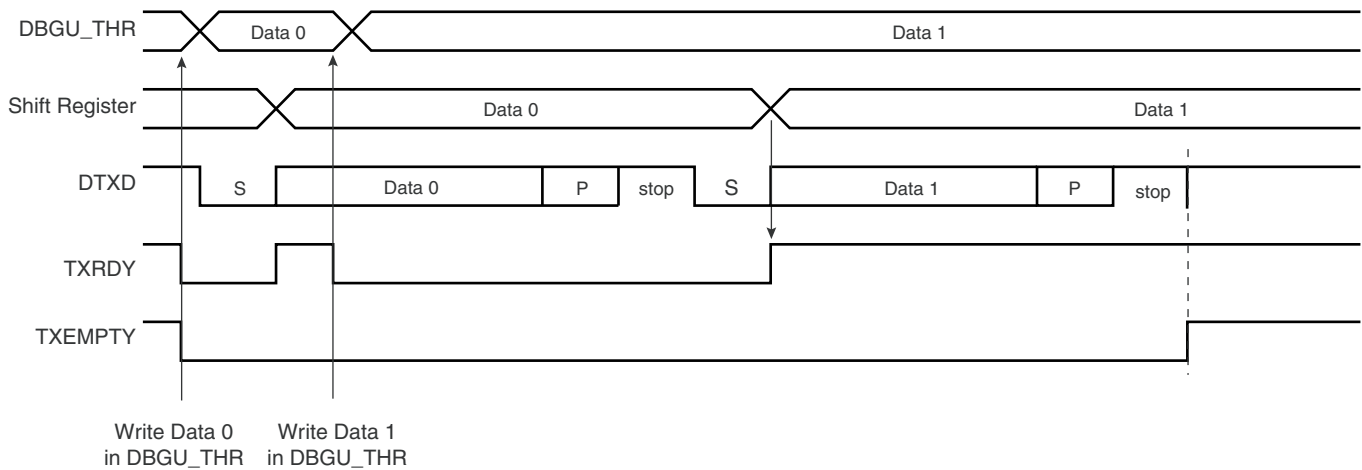 DBGU_THR
Data 0
Data 1
Shift Register
Data 0
Data 1
DTXD
S
Data 0
P
stop
S
Data 1
P
stop
TXRDY
TXEMPTY
Write Data 0
in DBGU_THR
Write Data 1
in DBGU_THR